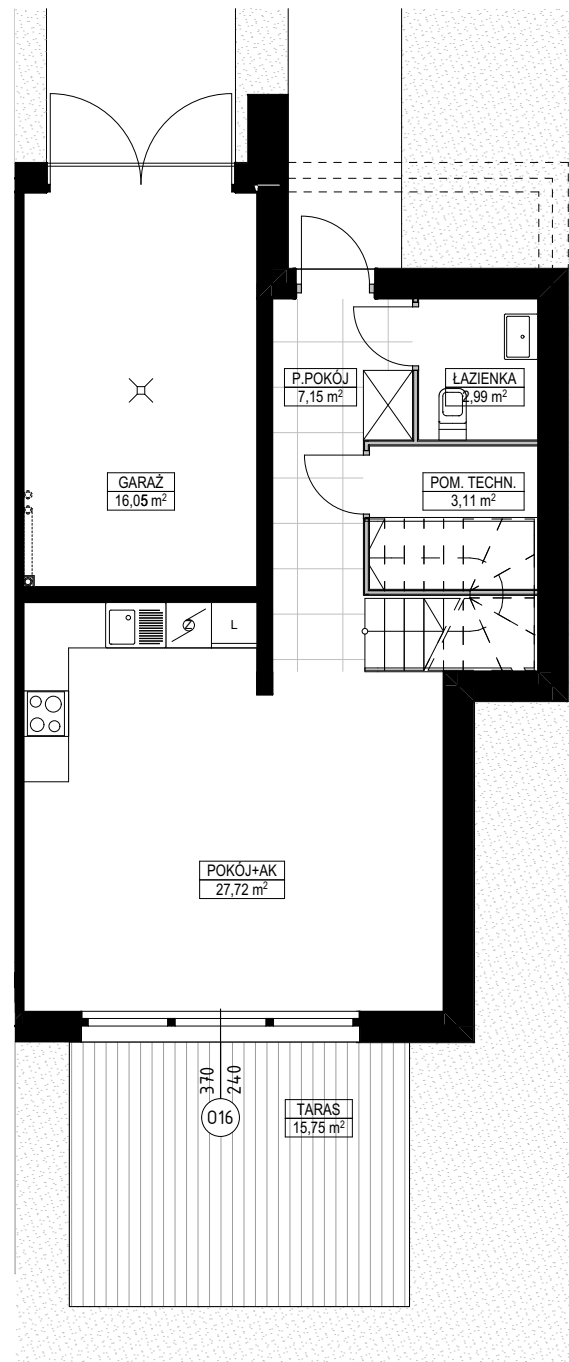 P.POKÓJ
7,15 m²
ŁAZIENKA
2,99 m²
GARAŻ
16,05 m²
POM. TECHN.
3,11 m²
Z
L
POKÓJ+AK
27,72 m²
370
240
O16
TARAS
15,75 m²